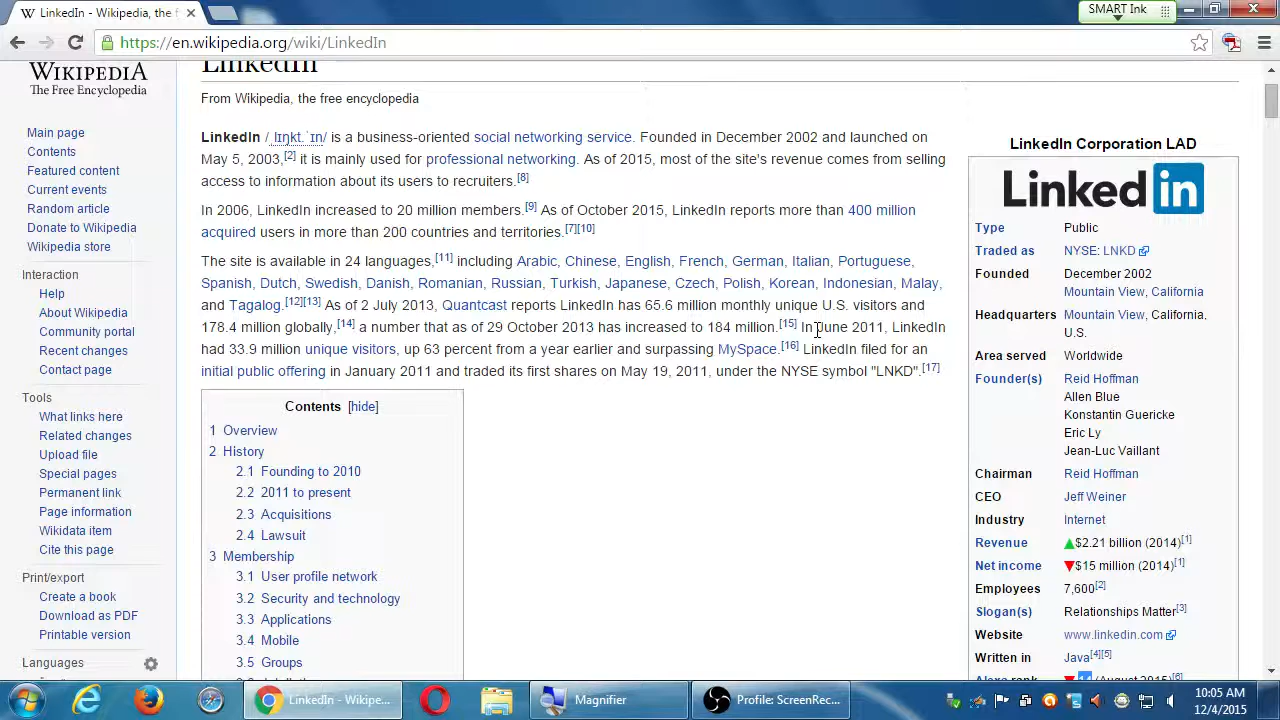 LinkedIn - Wikipedia, the f
SMART Ink
https://en.wikipedia.org/wiki/LinkedIn
WIKIPEDIA
The Free Encyclopedia
Main page
Contents
Featured content
Current events
Random article
Donate to Wikipedia
Wikipedia store
Interaction
Help
About Wikipedia
Community portal
Recent changes
Contact page
Tools
What links here
Related changes
Upload file
Special pages
Permanent link
Page information
Wikidata item
Cite this page
Print/export
Create a book
Download as PDF
Printable version
Languages
LinkedIn
From Wikipedia, the free encyclopedia
LinkedIn /ˌlɪŋkt.ˈɪn/ is a business-oriented social networking service. Founded in December 2002 and launched on
May 5, 2003,[2] it is mainly used for professional networking. As of 2015, most of the site's revenue comes from selling
access to information about its users to recruiters.[8]
In 2006, LinkedIn increased to 20 million members.[9] As of October 2015, LinkedIn reports more than 400 million
acquired users in more than 200 countries and territories.[7][10]
The site is available in 24 languages,[11] including Arabic, Chinese, English, French, German, Italian, Portuguese,
Spanish, Dutch, Swedish, Danish, Romanian, Russian, Turkish, Japanese, Czech, Polish, Korean, Indonesian, Malay,
and Tagalog.[12][13] As of 2 July 2013, Quantcast reports LinkedIn has 65.6 million monthly unique U.S. visitors and
178.4 million globally,[14] a number that as of 29 October 2013 has increased to 184 million.[15] In June 2011, LinkedIn
had 33.9 million unique visitors, up 63 percent from a year earlier and surpassing MySpace.[16] LinkedIn filed for an
initial public offering in January 2011 and traded its first shares on May 19, 2011, under the NYSE symbol "LNKD".[17]
Contents [hide]
1 Overview
2 History
2.1 Founding to 2010
2.2 2011 to present
2.3 Acquisitions
2.4 Lawsuit
3 Membership
3.1 User profile network
3.2 Security and technology
3.3 Applications
3.4 Mobile
3.5 Groups
LinkedIn Corporation LAD
Linked in
Type Public
Traded as NYSE: LNKD
Founded December 2002
Mountain View, California
Headquarters Mountain View, California.
U.S.
Area served Worldwide
Founder(s) Reid Hoffman
Allen Blue
Konstantin Guericke
Eric Ly
Jean-Luc Vaillant
Chairman Reid Hoffman
CEO Jeff Weiner
Industry Internet
Revenue ▲$2.21 billion (2014)[1]
Net income ▼$15 million (2014)[1]
Employees 7,600[2]
Slogan(s) Relationships Matter[3]
Website www.linkedin.com
Written in Java[4][5]
Alexa rank ▼ (August 2015)[6]
LinkedIn - Wikipe...
Magnifier
Profile: ScreenRec...
10:05 AM
12/4/2015